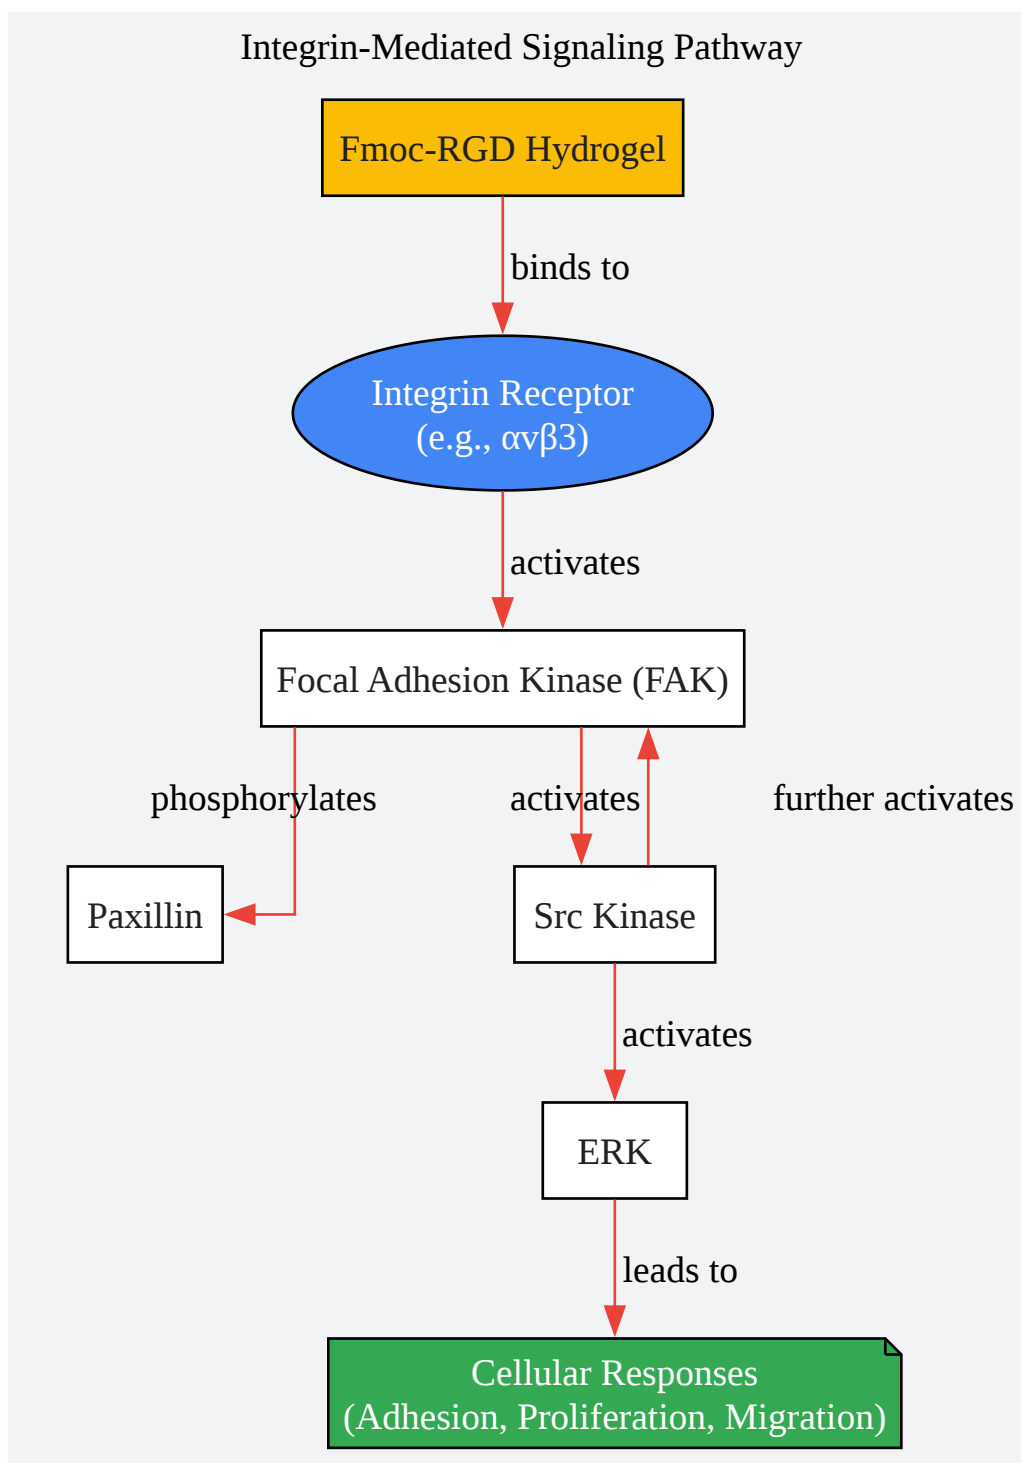 Integrin-Mediated Signaling Pathway
Fmoc-RGD Hydrogel
binds to
Integrin Receptor
(e.g., αvβ3)
activates
Focal Adhesion Kinase (FAK)
phosphorylates
activates
further activates
Paxillin
Src Kinase
activates
ERK
leads to
Cellular Responses
(Adhesion, Proliferation, Migration)